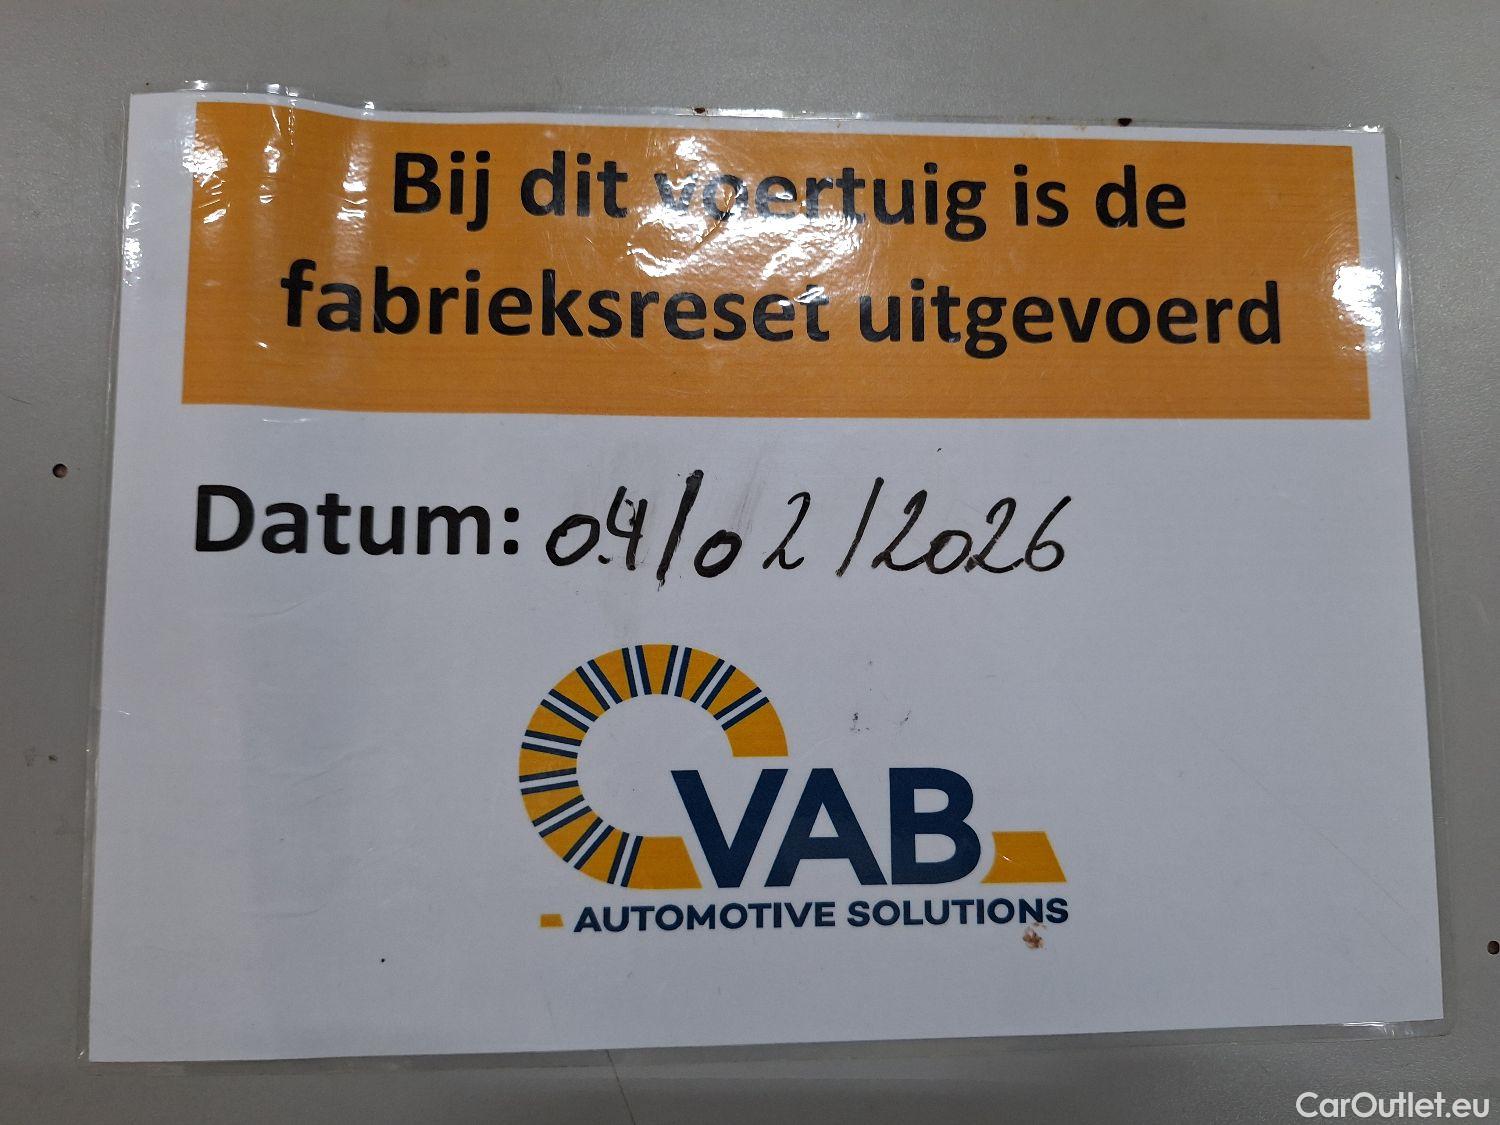 Bij dit voertuig is de
fabrieksreset uitgevoerd
Datum: 04/02/2026
VAB
AUTOMOTIVE SOLUTIONS
CarOutlet.eu